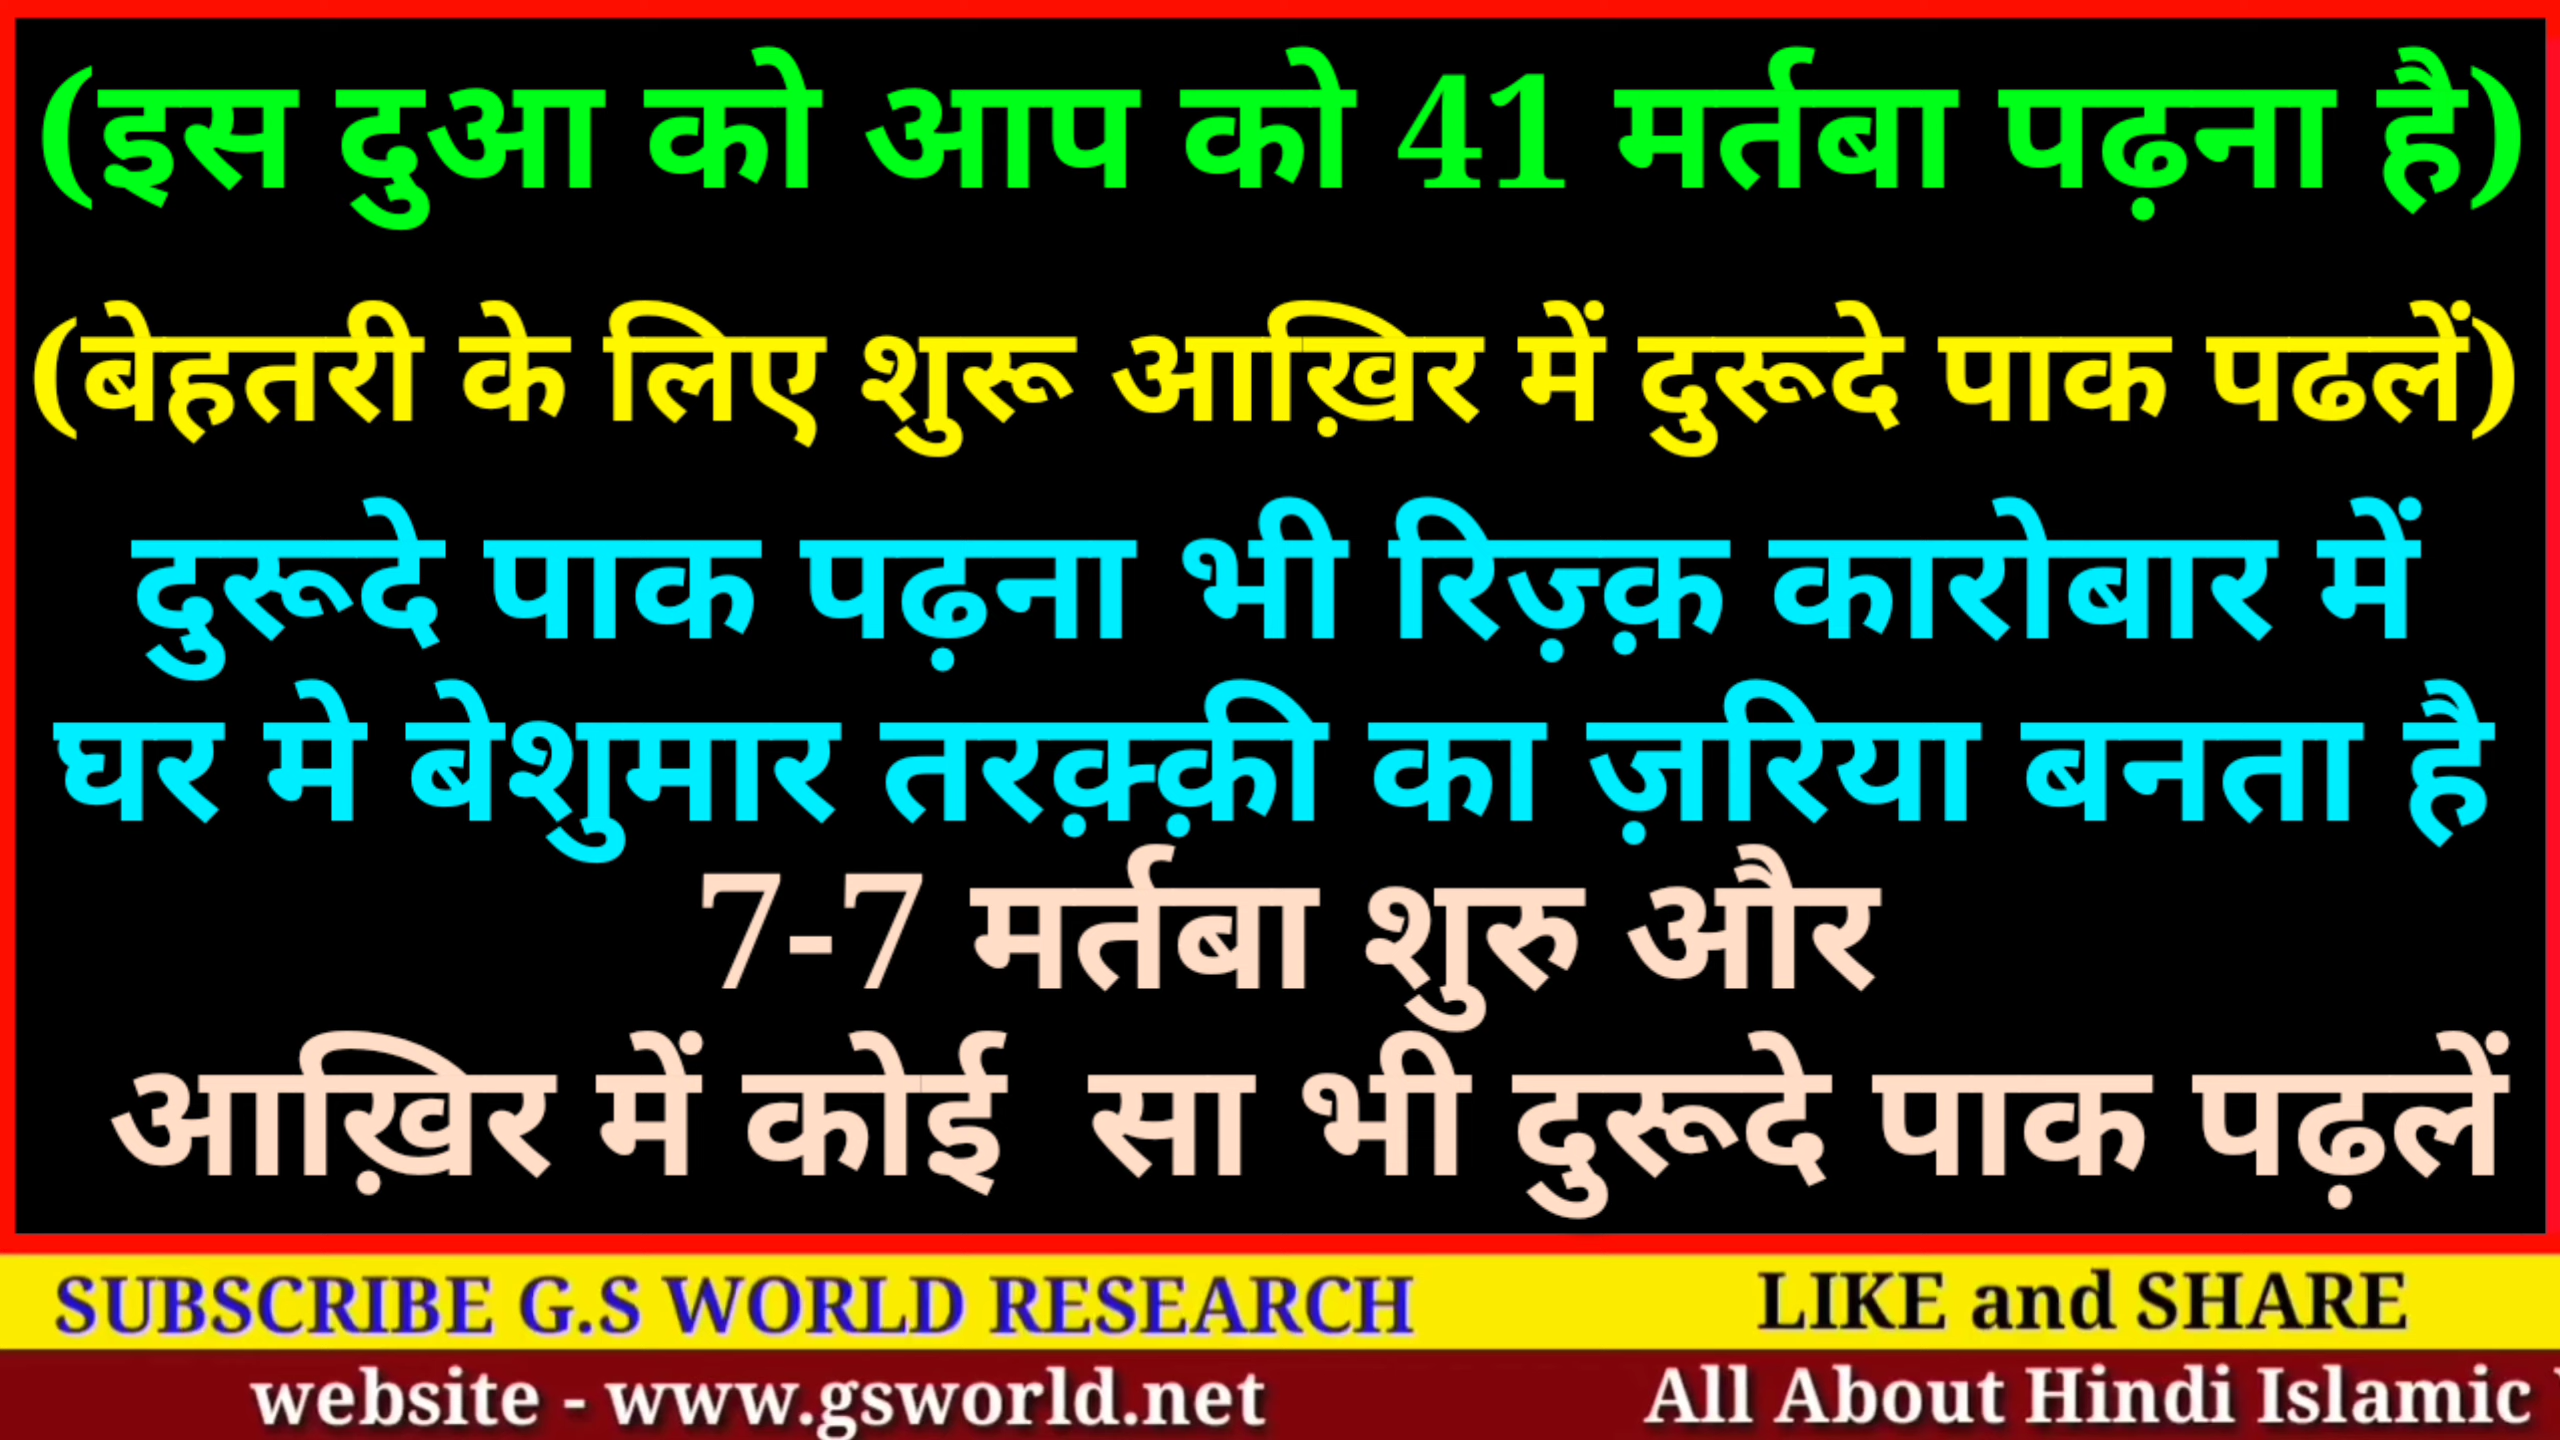 (इस दुआ को आप को 41 मर्तबा पढ़ना है)
(बेहतरी के लिए शुरू आख़िर में दुरूदे पाक पढलें)
दुरूदे पाक पढ़ना भी रिज़्क़ कारोबार में
घर मे बेशुमार तरक़्क़ी का ज़रिया बनता है
7-7 मर्तबा शुरु और
आख़िर में कोई सा भी दुरूदे पाक पढ़लें
SUBSCRIBE G.S WORLD RESEARCH LIKE and SHARE
website - www.gsworld.net All About Hindi Islamic